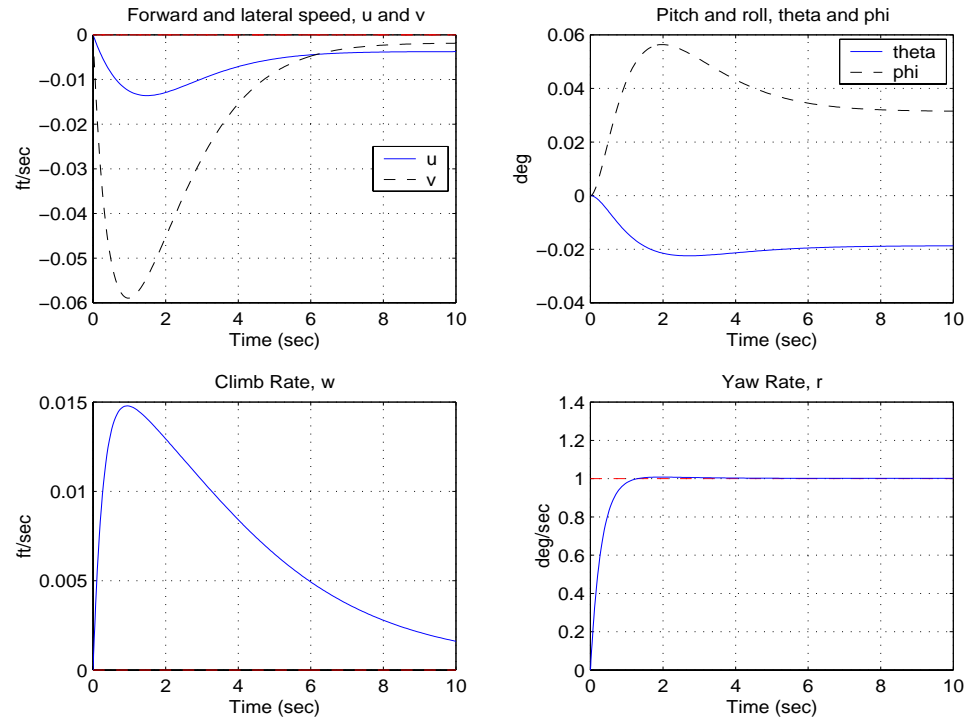 Forward and lateral speed, u and v
0
−0.01
−0.02
−0.03
−0.04
−0.05
−0.06
ft/sec
u
v
0 2 4 6 8 10
Time (sec)
Pitch and roll, theta and phi
0.06
0.04
0.02
0
−0.02
−0.04
deg
theta
phi
0 2 4 6 8 10
Time (sec)
Climb Rate, w
0.015
0.01
0.005
0
ft/sec
0 2 4 6 8 10
Time (sec)
Yaw Rate, r
1.4
1.2
1
0.8
0.6
0.4
0.2
0
deg/sec
0 2 4 6 8 10
Time (sec)